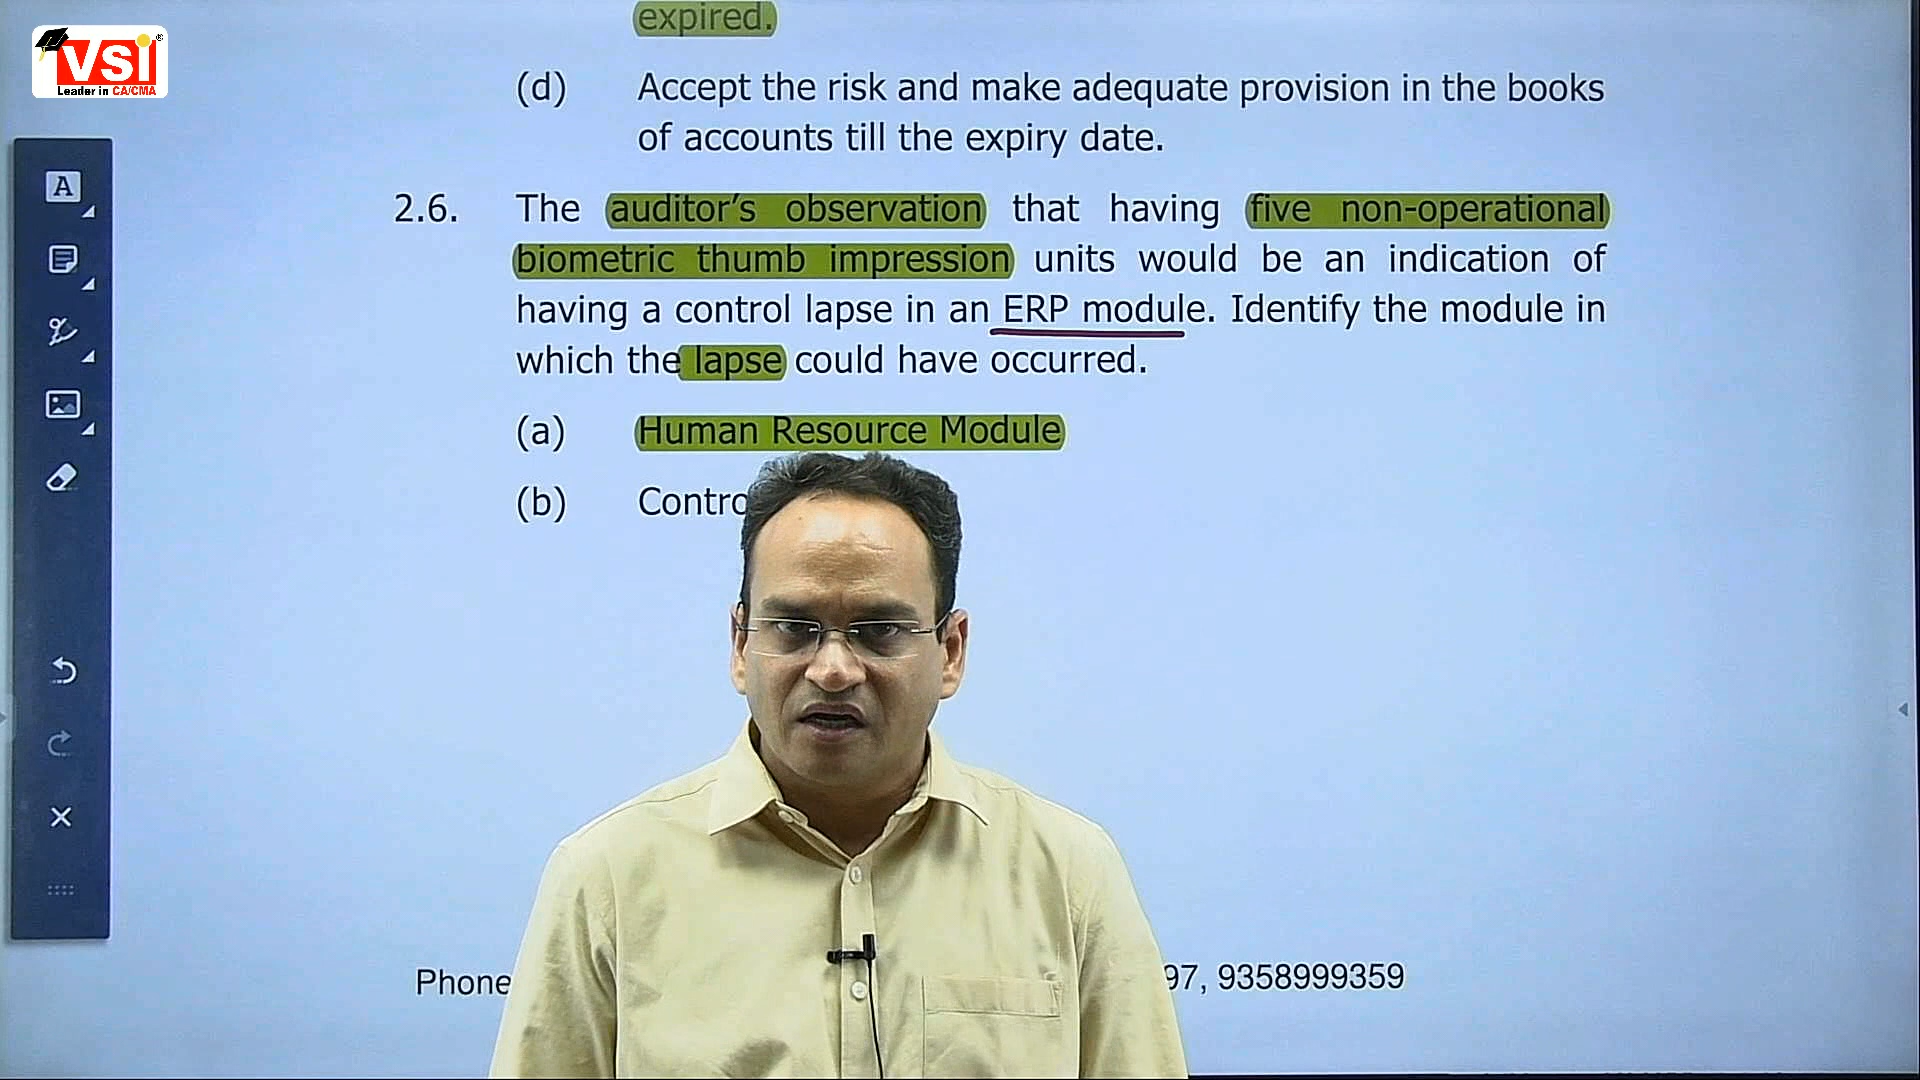 VSI
Leader in CA/CMA
expired.
(d) Accept the risk and make adequate provision in the books
of accounts till the expiry date.
2.6. The auditor's observation that having five non-operational
biometric thumb impression units would be an indication of
having a control lapse in an ERP module. Identify the module in
which the lapse could have occurred.
(a) Human Resource Module
(b)
Phone 97, 9358999359
A